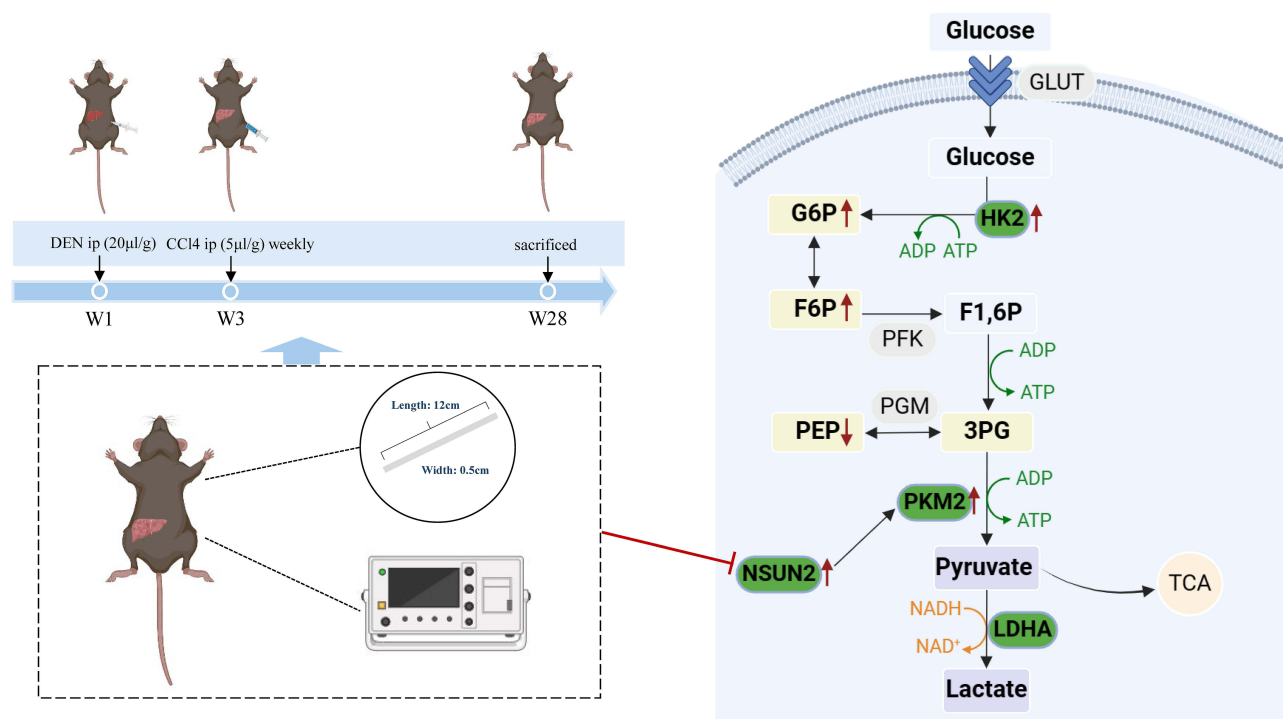 DEN ip (20μl/g)
CCl4 ip (5μl/g) weekly
sacrificed
W1
W3
W28
Length: 12cm
Width: 0.5cm
Glucose
GLUT
Glucose
HK2
G6P
ADP
ATP
F6P
PFK
F1,6P
ADP
ATP
PEP
PGM
3PG
PKM2
ADP
ATP
NSUN2
Pyruvate
TCA
NADH
LDHA
NAD⁺
Lactate